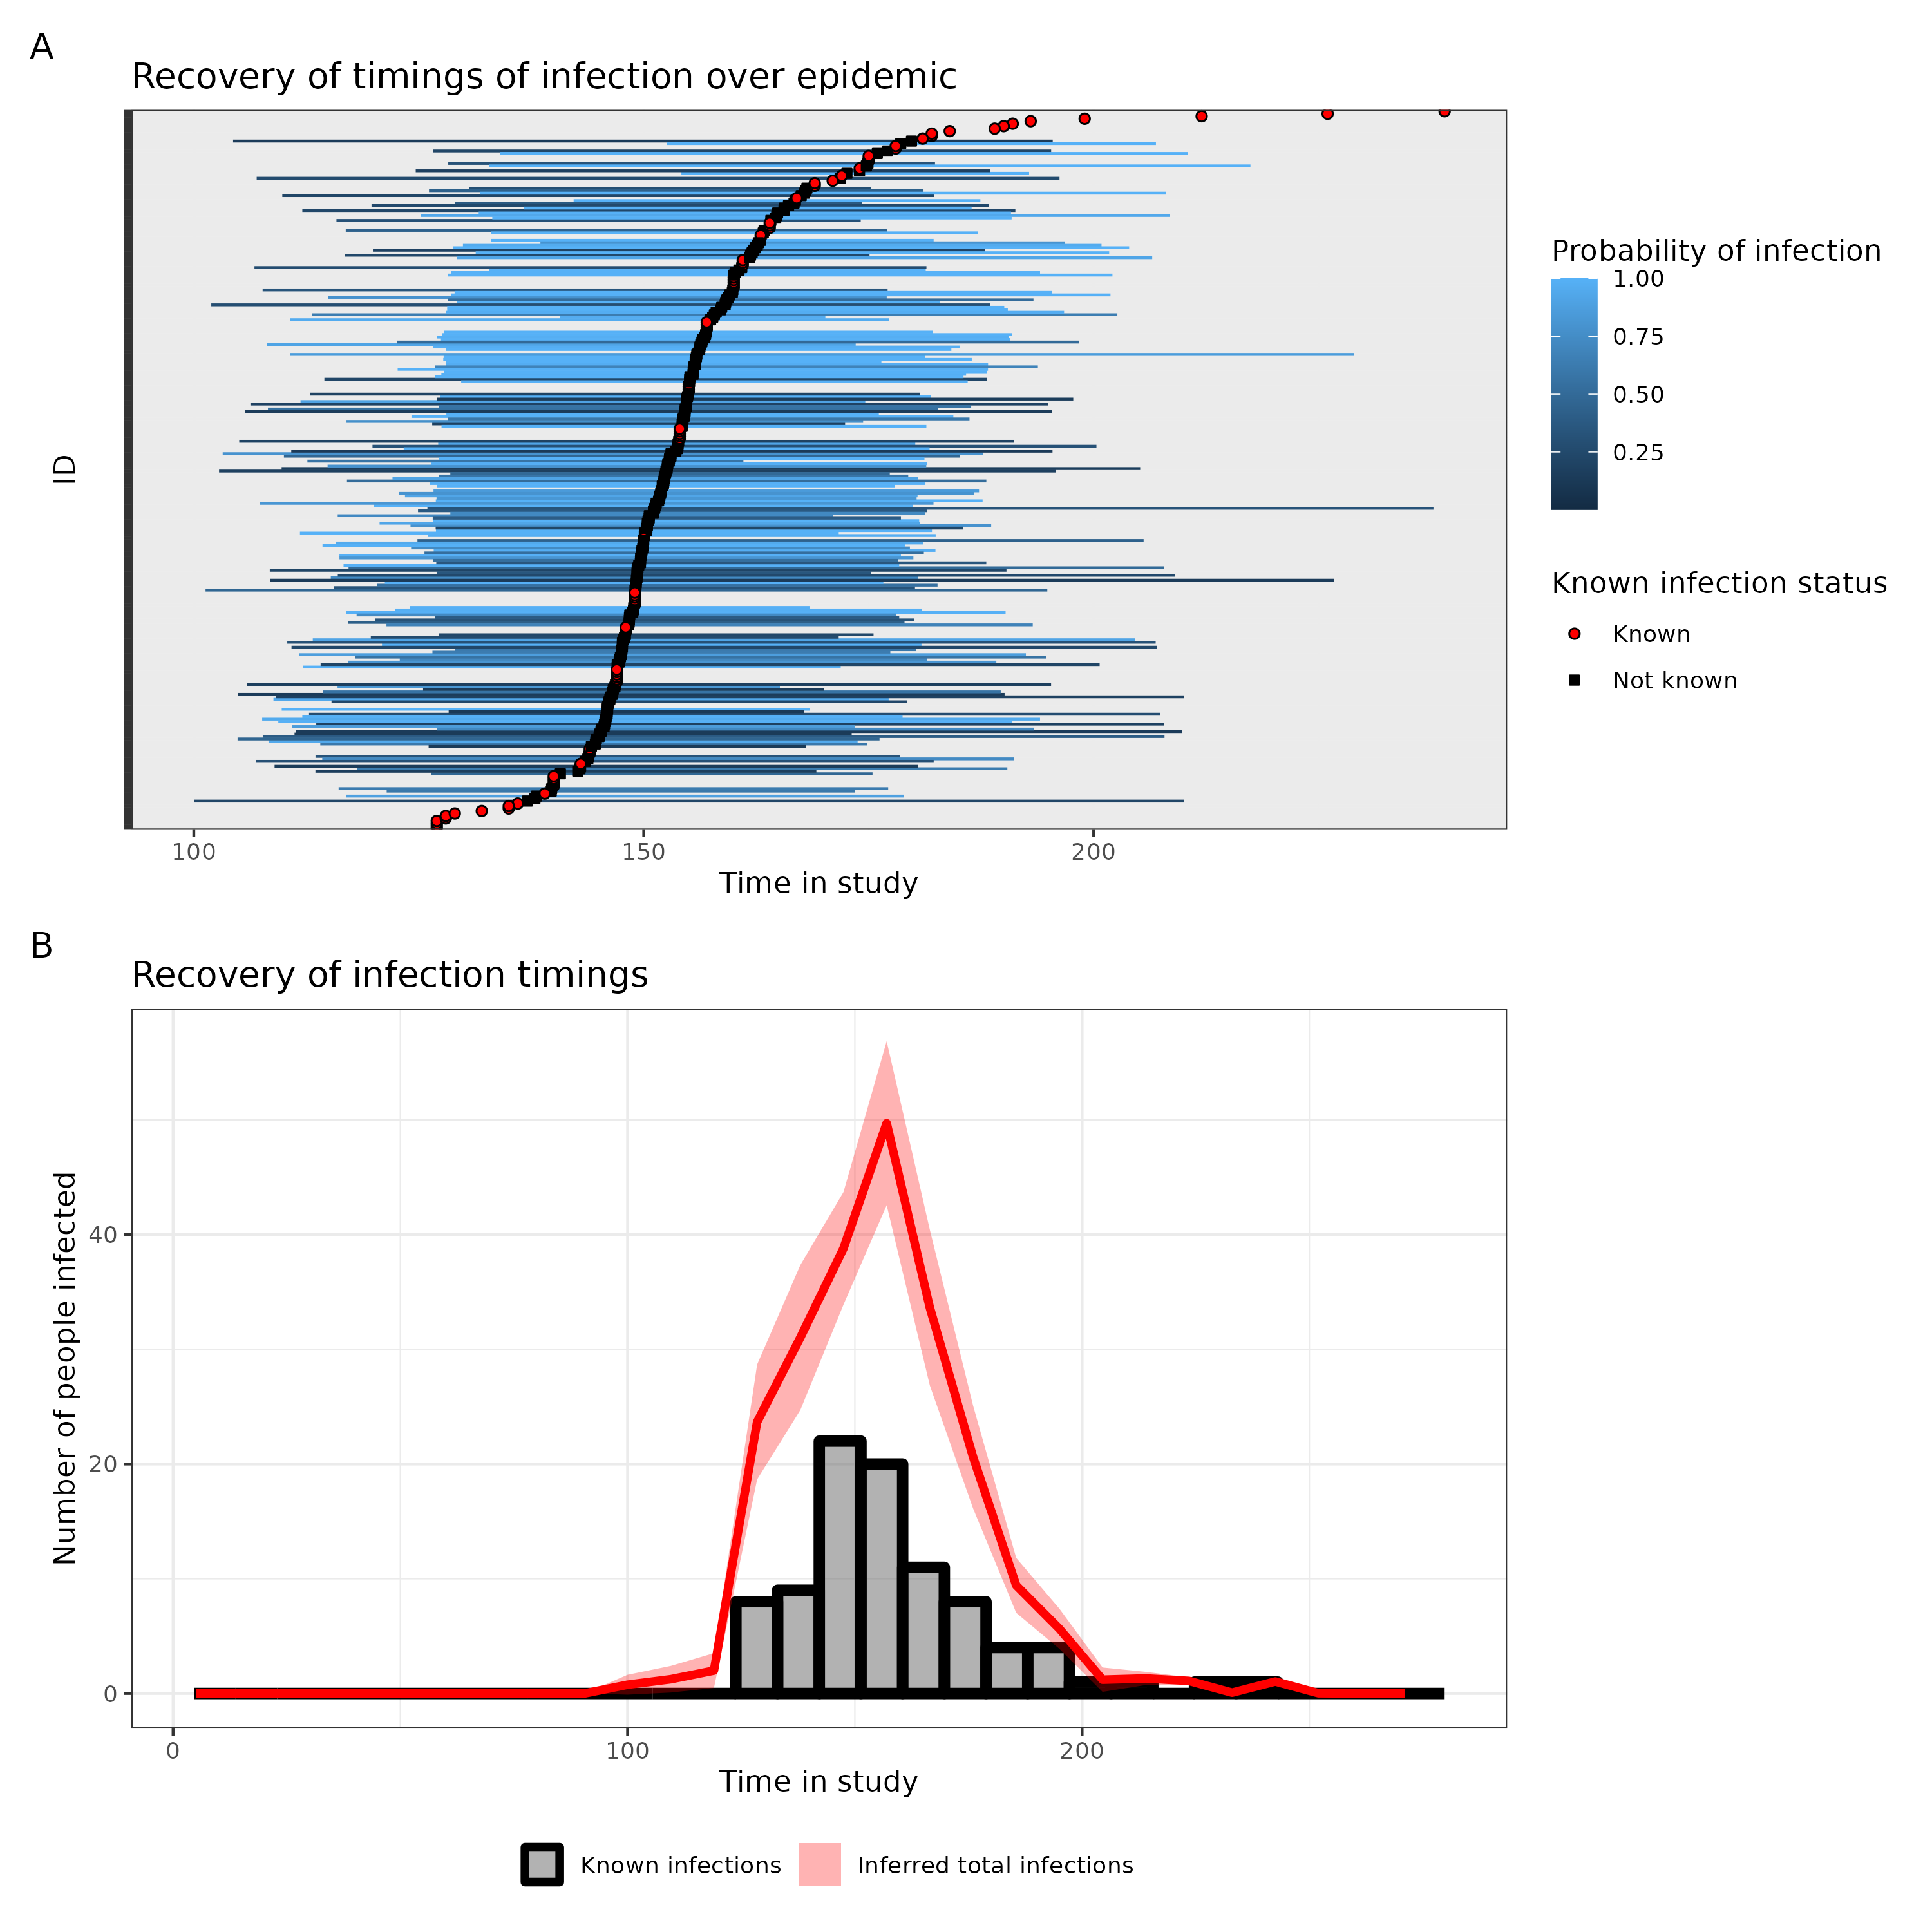 A
Recovery of timings of infection over epidemic
ID
100
150
200
Time in study
Probability of infection
1.00
0.75
0.50
0.25
Known infection status
Known
Not known
B
Recovery of infection timings
Number of people infected
40
20
0
0
100
200
Time in study
Known infections
Inferred total infections